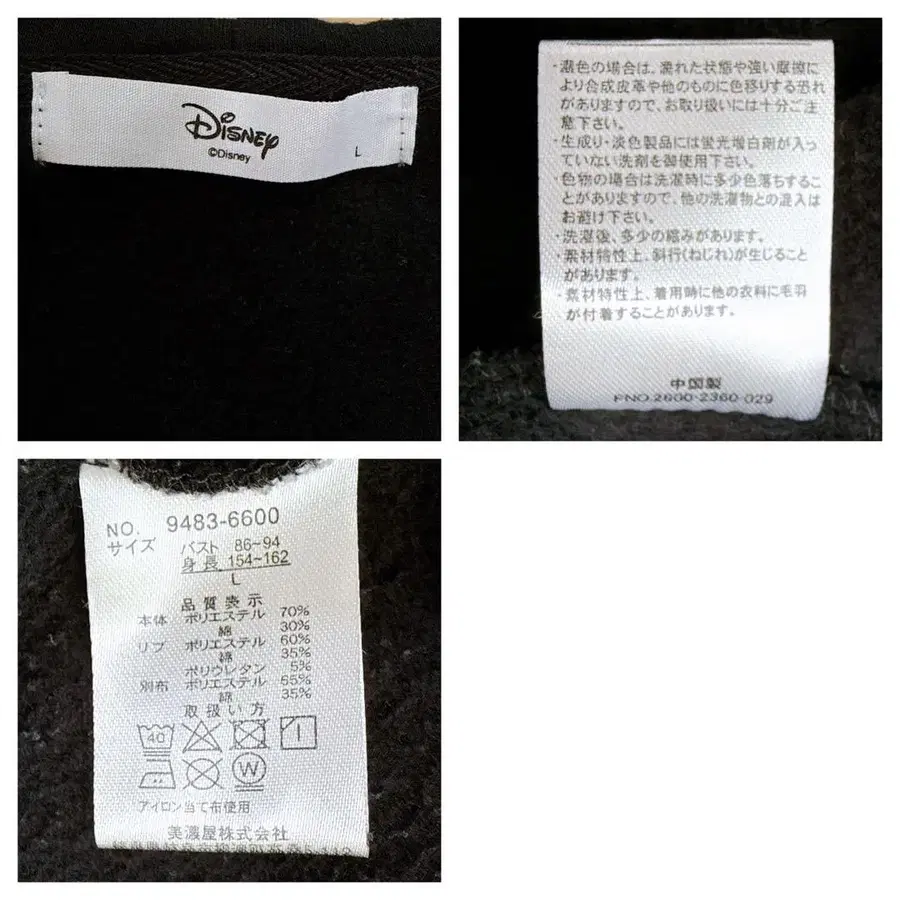 Disney
©Disney
L
・濃色の場合は、濡れた状態や強い摩擦
により合成皮革や他のものに色移りする恐れ
がありますので、お取り扱いには十分ご注
意下さい。
・生成り・淡色製品には蛍光増白剤が入っ
ていない洗剤を御使用下さい。
・色物の場合は洗濯時に多少色落ちするこ
とがありますので、他の洗濯物との混入は
お避け下さい。
・洗濯後、多少の縮みがあります。
・素材特性上、斜行(ねじれ)が生じること
があります。
・素材特性上、着用時に他の衣料に毛羽
が付着することがあります。
中国製
PNO.2600-2360-029
NO. 9483-6600
サイズ バスト 86~94
身長 154~162
L
品質表示
本体 ポリエステル 70%
綿 30%
リブ ポリエステル 60%
綿 35%
ポリウレタン 5%
別布 ポリエステル 65%
綿 35%
取扱い方
40
W
アイロン当て布使用
美濃屋株式会社